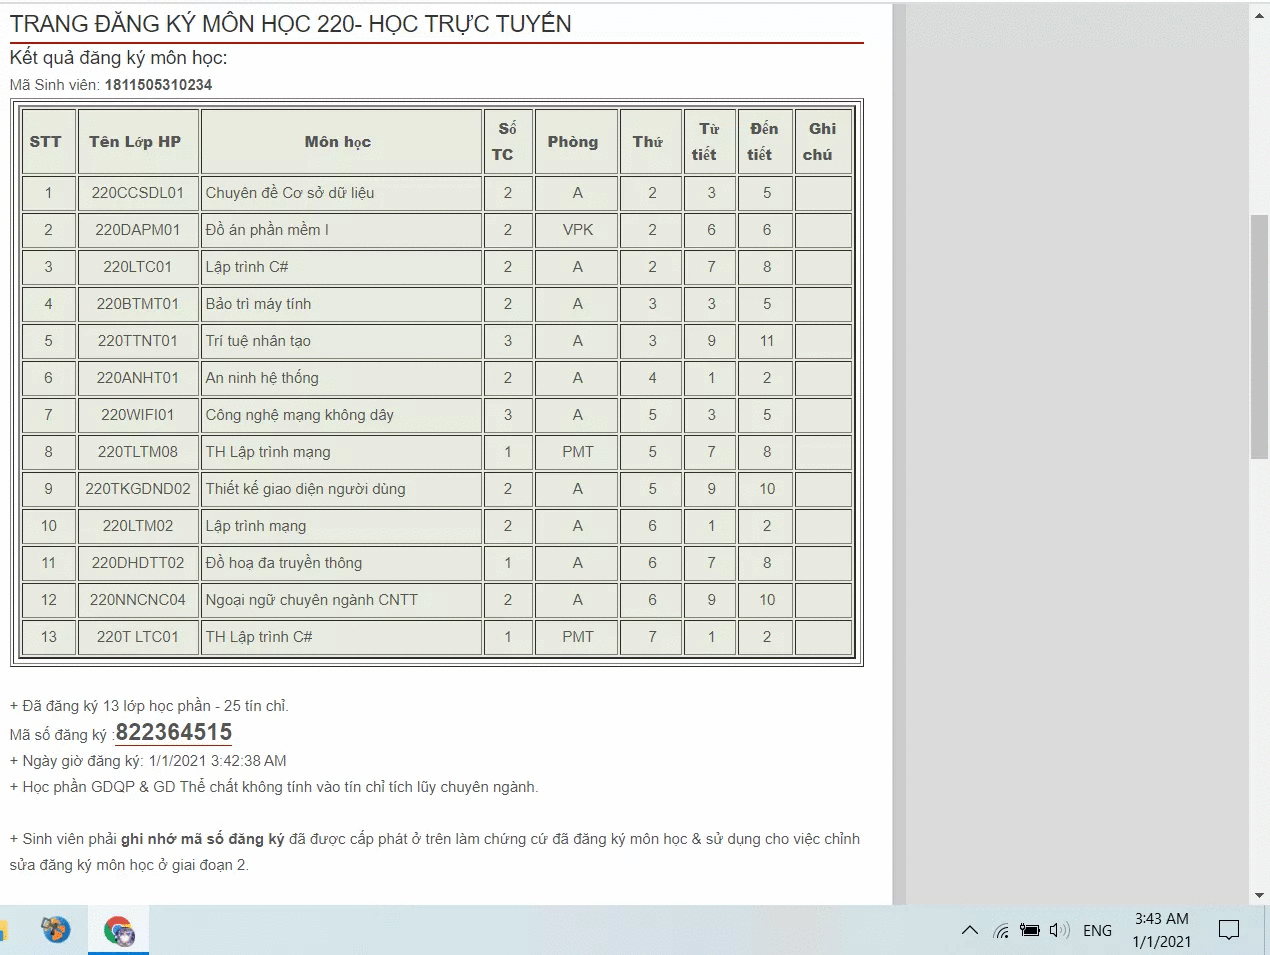 TRANG ĐĂNG KÝ MÔN HỌC 220- HỌC TRỰC TUYẾN
Kết quả đăng ký môn học:
Mã Sinh viên: 1811505310234
STT Tên Lớp HP Môn học Số TC Phòng Thứ Từ tiết Đến tiết Ghi chú
1 220CCSDL01 Chuyên đề Cơ sở dữ liệu 2 A 2 3 5
2 220DAPM01 Đồ án phần mềm I 2 VPK 2 6 6
3 220LTC01 Lập trình C# 2 A 2 7 8
4 220BTMT01 Bảo trì máy tính 2 A 3 3 5
5 220TTNT01 Trí tuệ nhân tạo 3 A 3 9 11
6 220ANHT01 An ninh hệ thống 2 A 4 1 2
7 220WIFI01 Công nghệ mạng không dây 3 A 5 3 5
8 220TLTM08 TH Lập trình mạng 1 PMT 5 7 8
9 220TKGDND02 Thiết kế giao diện người dùng 2 A 5 9 10
10 220LTM02 Lập trình mạng 2 A 6 1 2
11 220DHDTT02 Đồ hoạ đa truyền thông 1 A 6 7 8
12 220NNCNC04 Ngoại ngữ chuyên ngành CNTT 2 A 6 9 10
13 220T LTC01 TH Lập trình C# 1 PMT 7 1 2
+ Đã đăng ký 13 lớp học phần - 25 tín chỉ.
Mã số đăng ký :822364515
+ Ngày giờ đăng ký: 1/1/2021 3:42:38 AM
+ Học phần GDQP & GD Thể chất không tính vào tín chỉ tích lũy chuyên ngành.
+ Sinh viên phải ghi nhớ mã số đăng ký đã được cấp phát ở trên làm chứng cứ đã đăng ký môn học & sử dụng cho việc chỉnh
sửa đăng ký môn học ở giai đoạn 2.
ENG
3:43 AM
1/1/2021